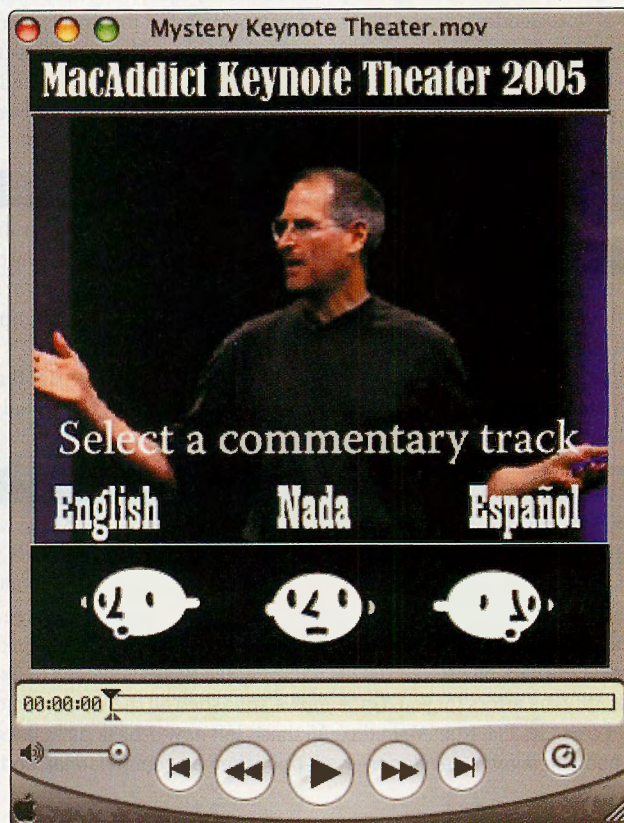 Mystery Keynote Theater.mov
MacAddict Keynote Theater 2005
Select a commentary track
English Nada Español
00:00:00